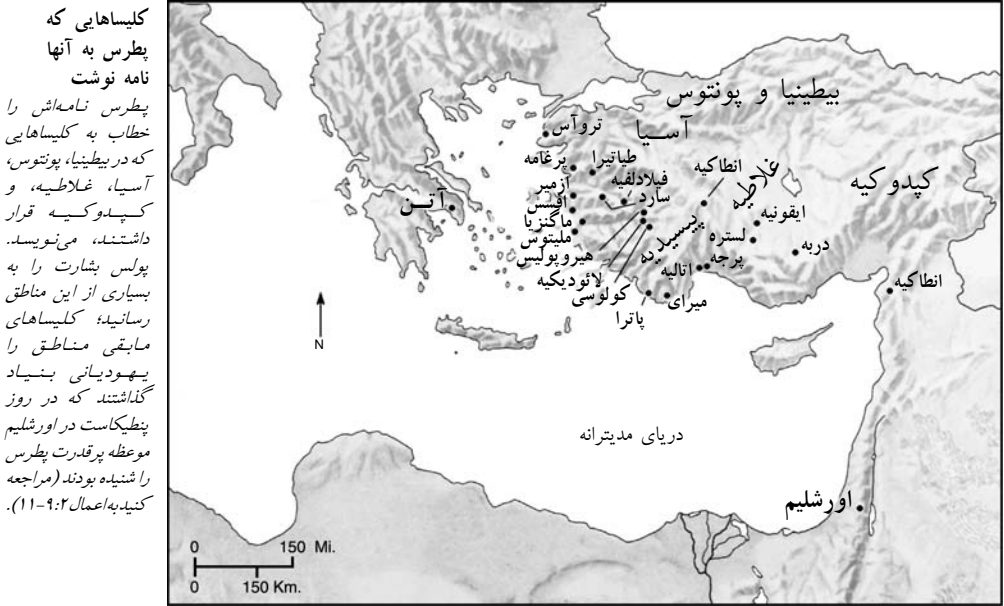 کلیساهایی که
پطرس به آنها
نامه نوشت
پطرس نامه‌اش را
خطاب به کلیساهایی
که در بیطینیا، پونتوس،
آسیا، غلاطیه، و
کپدوکیه قرار
داشتند، می‌نویسد.
پولس بشارت را به
بسیاری از این مناطق
رسانید؛ کلیساهای
مابقی مناطق را
یهودیانی بنیاد
گذاشتند که در روز
پنطیکاست در اورشلیم
موعظه پرقدرت پطرس
را شنیده بودند (مراجعه
کنید به اعمال ۲:‏۹-۱۱).
بیطینیا و پونتوس
آسیا
تروآس
پرغامه
طیاتیرا
انطاکیه
غلاطیه
کپدوکیه
ازمیر
فیلادلفیه
سارد
آتن
افسس
ماگنزیا
ملیتوس
پیسیدیه
ایقونیه
لستره
دربه
هیروپولیس
لائودیکیه
کولوسی
اتالیه
پرجه
انطاکیه
میرای
پاترا
N
دریای مدیترانه
اورشلیم
0 150 Mi.
0 150 Km.